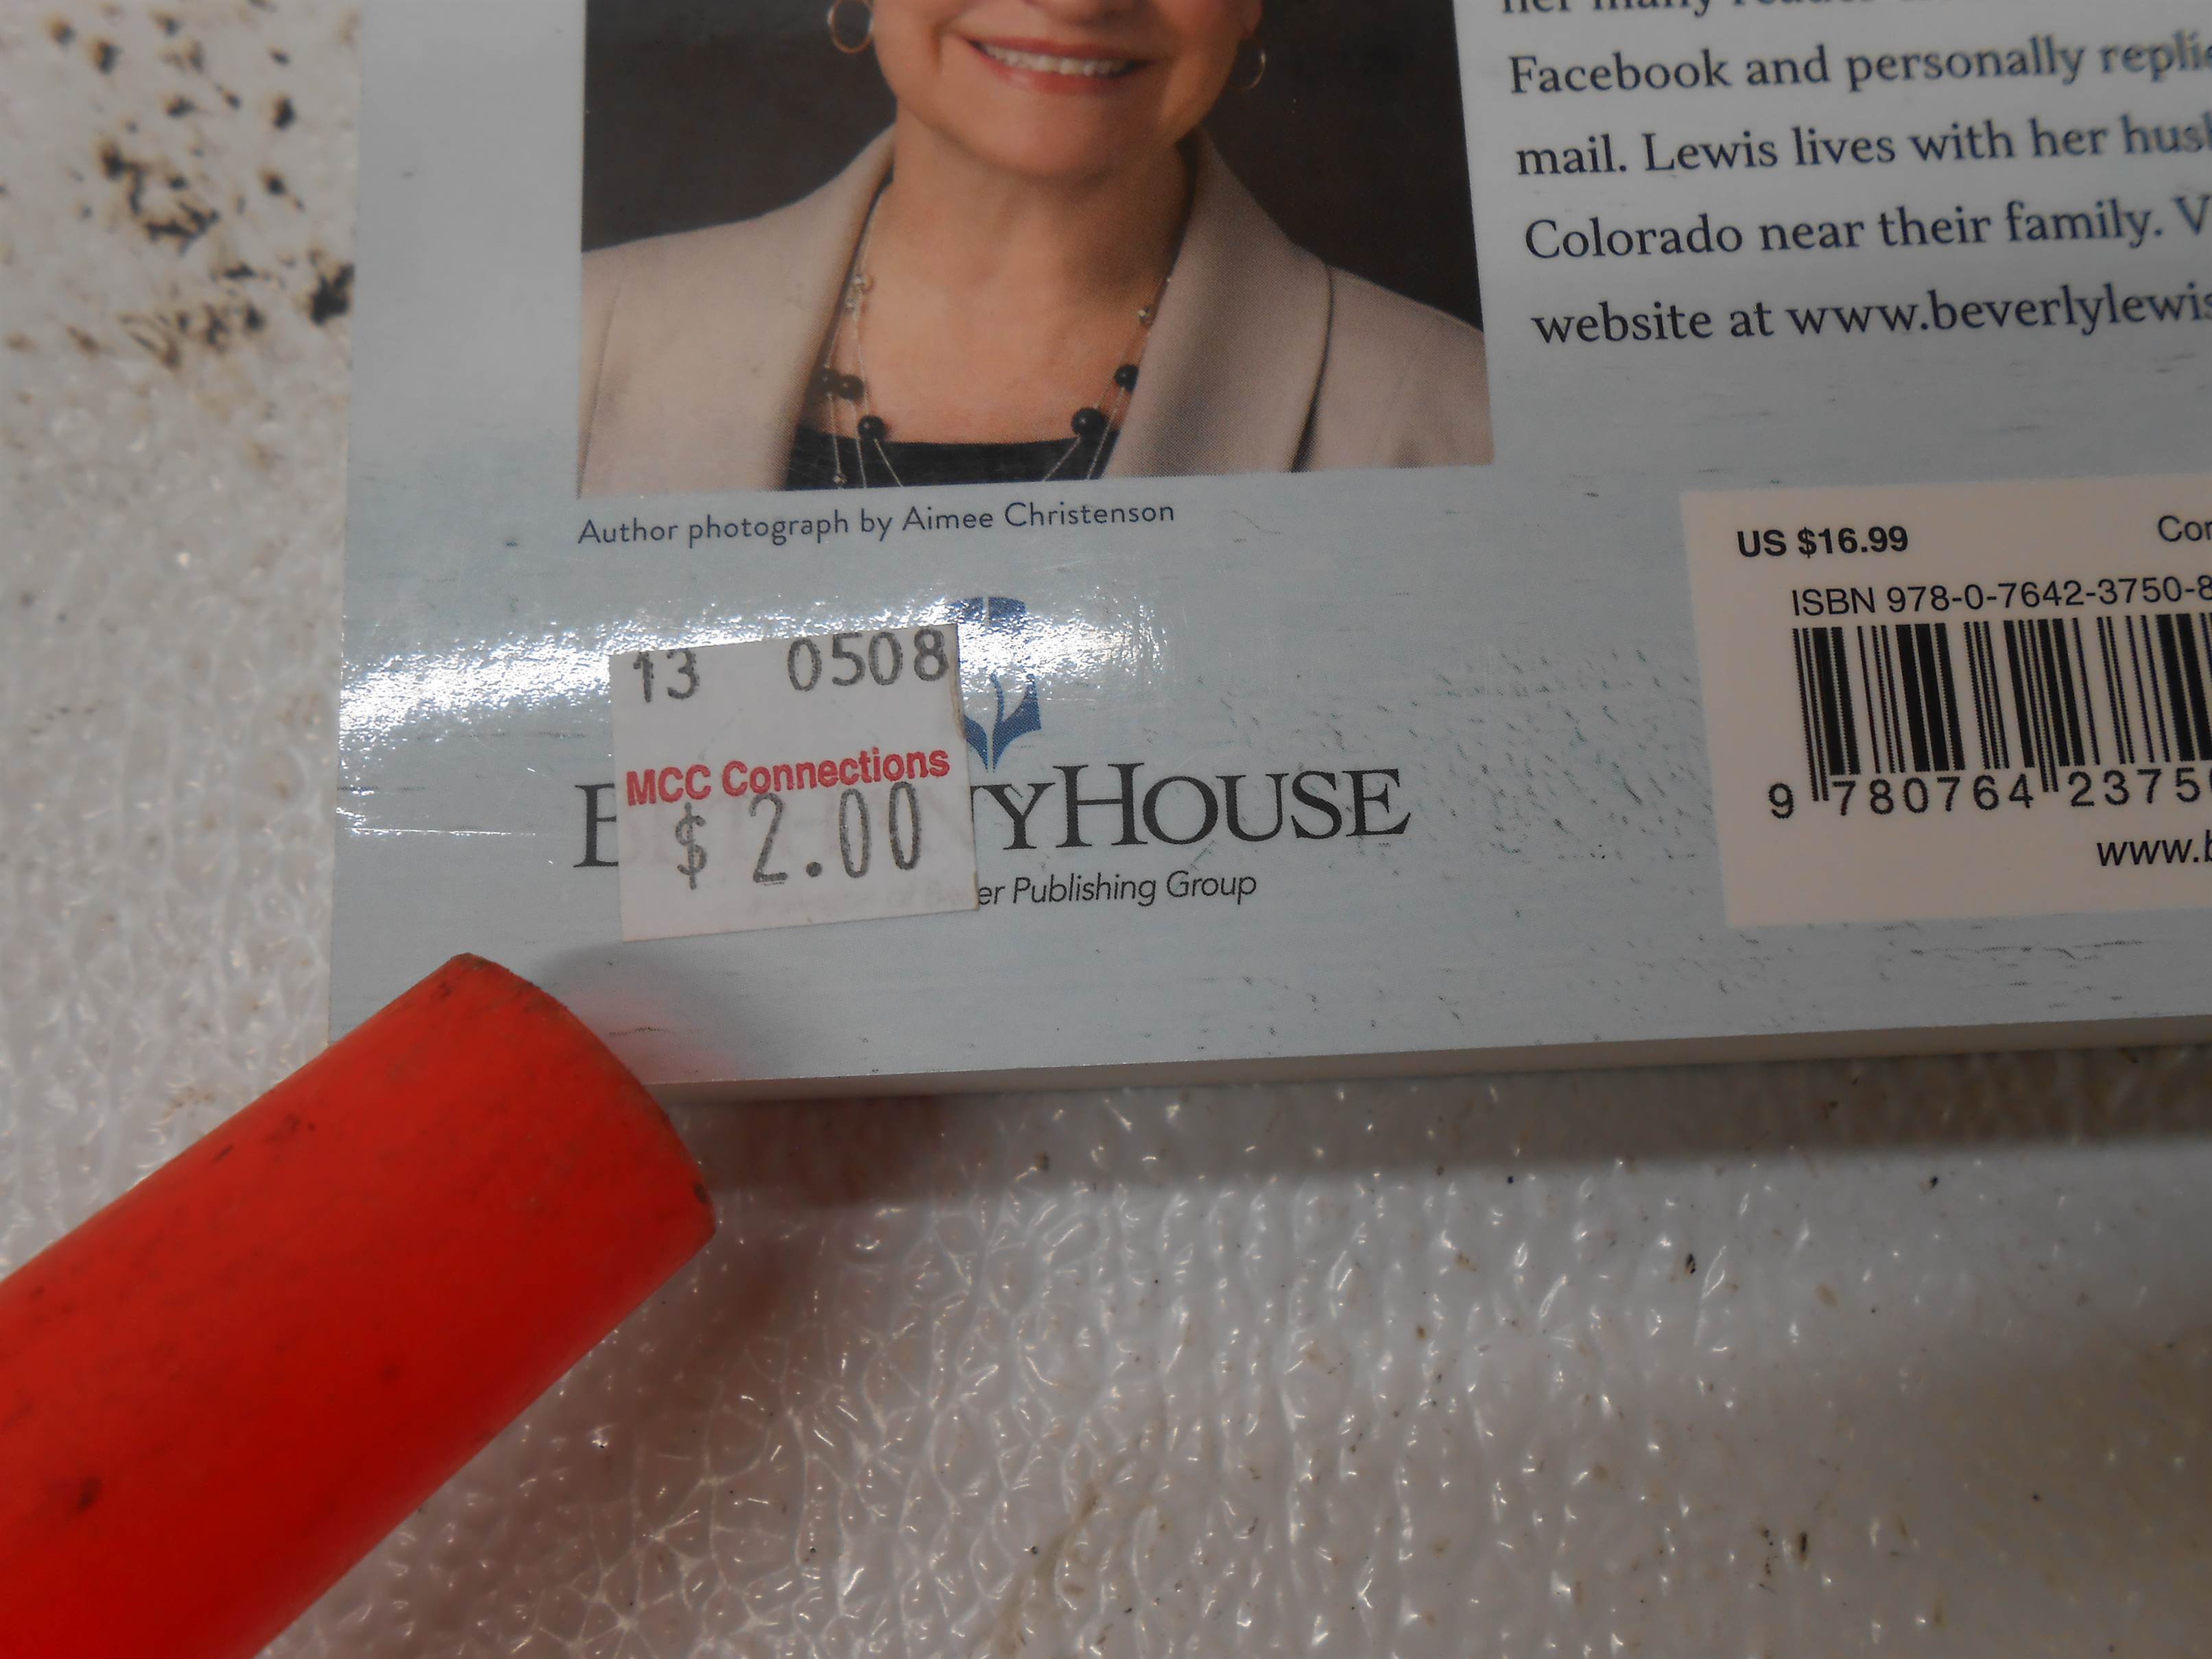 Facebook and personally
mail. Lewis lives with her
Colorado near their family.
website at www.beverlylewis
Author photograph by Aimee Christenson
US $16.99
ISBN 978-0-7642-3750-8
9 780764 2375
www.b
13 0508
MCC Connections
$ 2.00
YHOUSE
er Publishing Group